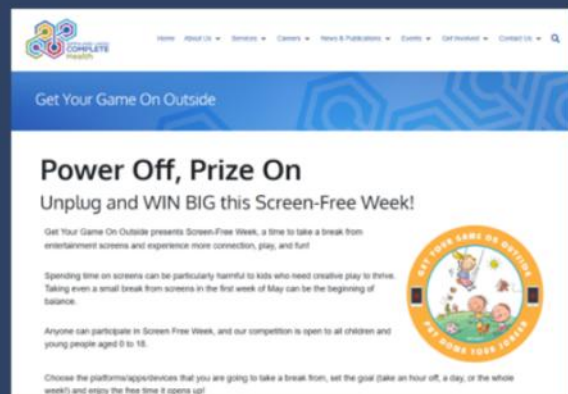 COMPLETE
Health
Home About Us Services Careers News & Publications Events Get Involved Contact Us
Get Your Game On Outside
Power Off, Prize On
Unplug and WIN BIG this Screen-Free Week!
Get Your Game On Outside presents Screen-Free Week, a time to take a break from
entertainment screens and experience more connection, play, and fun!
Spending time on screens can be particularly harmful to kids who need creative play to thrive.
Taking even a small break from screens in the first week of May can be the beginning of
balance.
Anyone can participate in Screen Free Week, and our competition is open to all children and
young people aged 0 to 18.
GET YOUR GAME ON OUTSIDE
PUT DOWN YOUR SCREEN
Choose the platforms/apps/devices that you are going to take a break from, set the goal (take an hour off, a day, or the whole
week!) and enjoy the free time it opens up!